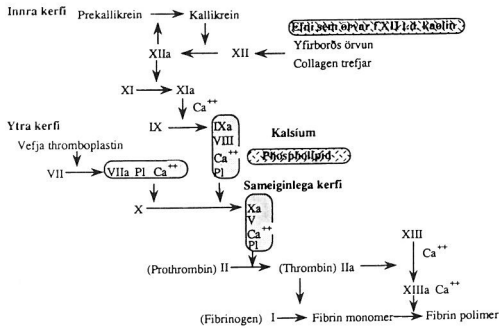 Innra kerfi
Prekallikrein Kallikrein
Efni sem örvar f XII t.d. kaolin
XIIa XII Yfirborðs örvun
Collagen trefjar
XI XIa
Ca++
IX IXa
VIII
Ca++
Pl
Kalsíum
Phospholipid
Ytra kerfi
Vefja thromboplastin
VII VIIa Pl Ca++
Sameiginlega kerfi
X Xa
V
Ca++
Pl
XIII
Ca++
(Prothrombin) II (Thrombin) IIa
XIIIa Ca++
(Fibrinogen) I Fibrin monomer Fibrin polimer